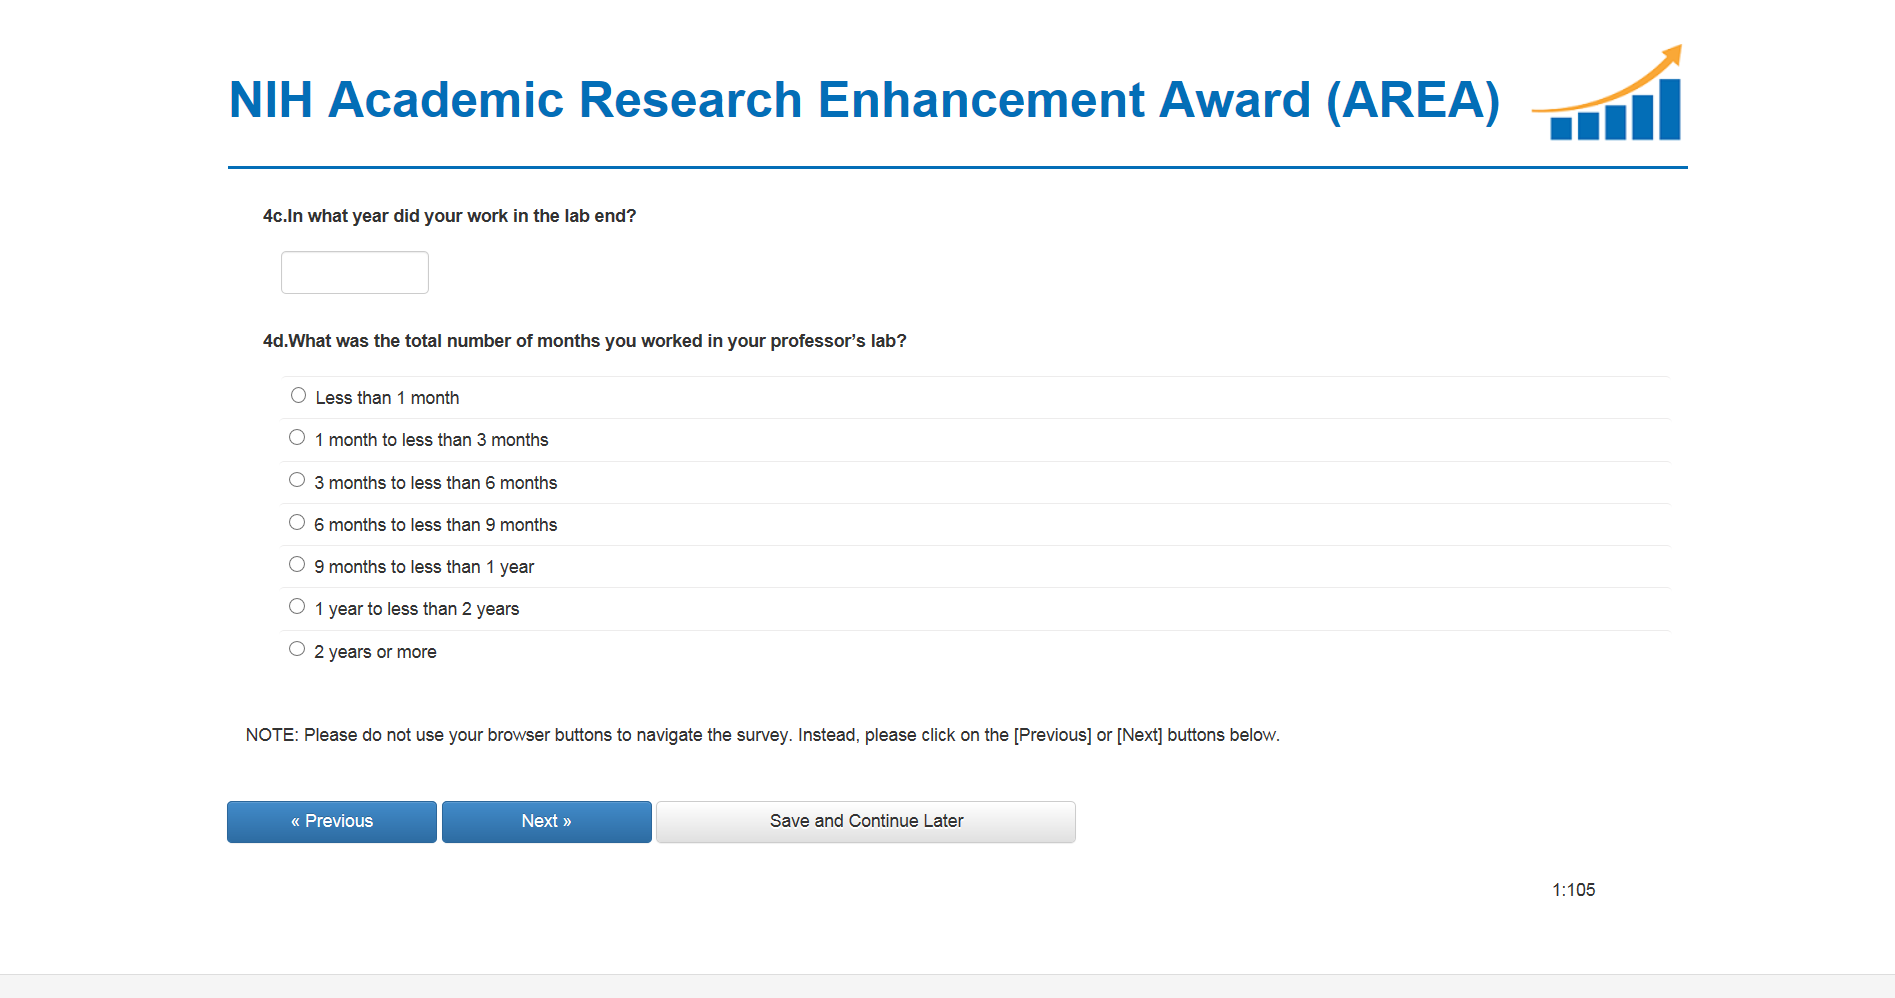 NIH Academic Research Enhancement Award (AREA)
4c.In what year did your work in the lab end?
4d.What was the total number of months you worked in your professor’s lab?
Less than 1 month
1 month to less than 3 months
3 months to less than 6 months
6 months to less than 9 months
9 months to less than 1 year
1 year to less than 2 years
2 years or more
NOTE: Please do not use your browser buttons to navigate the survey. Instead, please click on the [Previous] or [Next] buttons below.
« Previous Next » Save and Continue Later
1:105